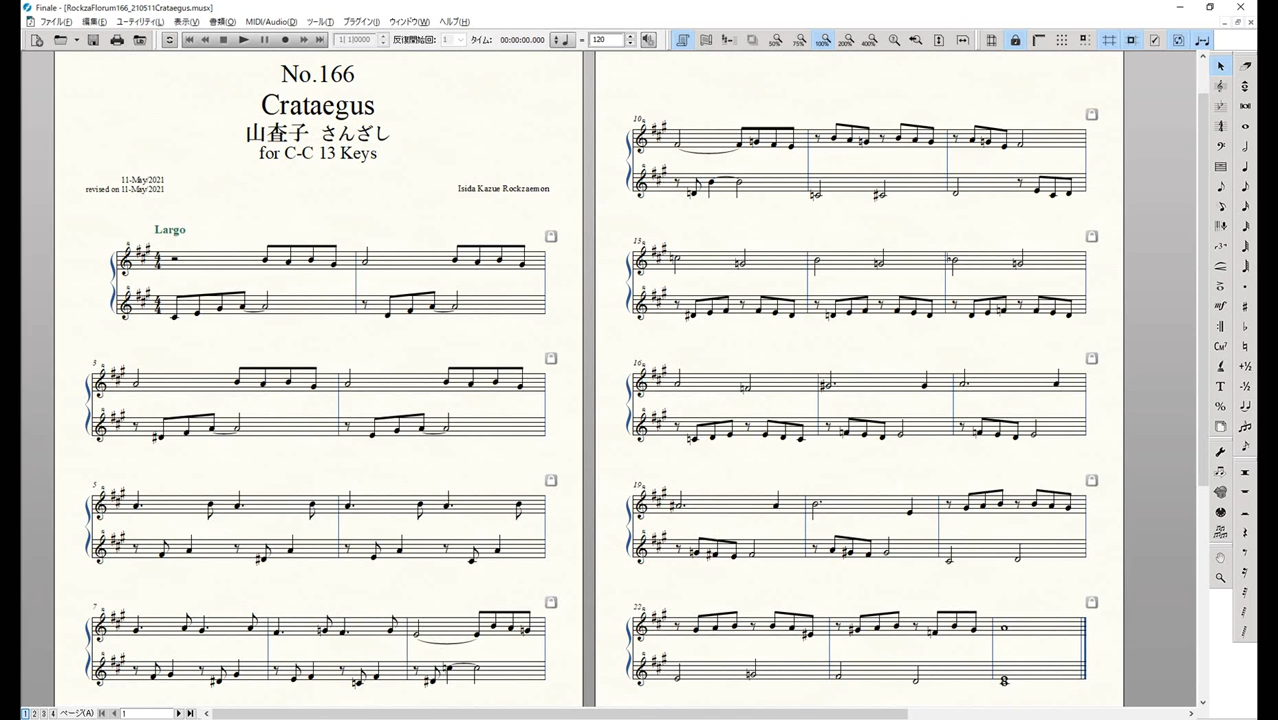 Finale - [RockzaFlorum166_210511Crataegus.musx]
ファイル(F) 編集(E) ユーティリティ(L) 表示(V) 書類(O) MIDI/Audio(D) ツール(T) プラグイン(I) ウィンドウ(W) ヘルプ(H)
1| 1|0000 反復開始回: 1 タイム: 00:00:00.000 = 120
50% 75% 100% 200% 400%
No.166
Crataegus
山査子 さんざし
for C-C 13 Keys
11-May/2021
revised on 11-May/2021
Isida Kazue Rockzaemon
Largo
3
5
7
10
13
16
19
22
1 2 3 4 ページ(A) 1